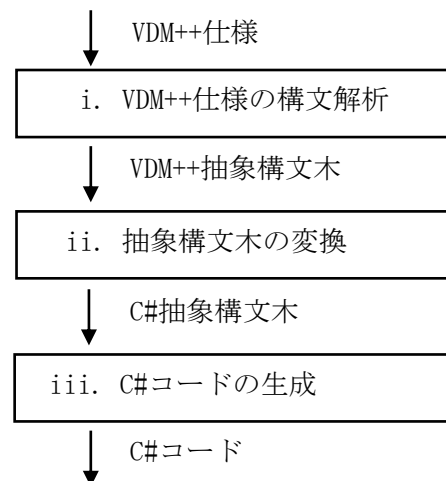 VDM++仕様
i. VDM++仕様の構文解析
VDM++抽象構文木
ii. 抽象構文木の変換
C#抽象構文木
iii. C#コードの生成
C#コード